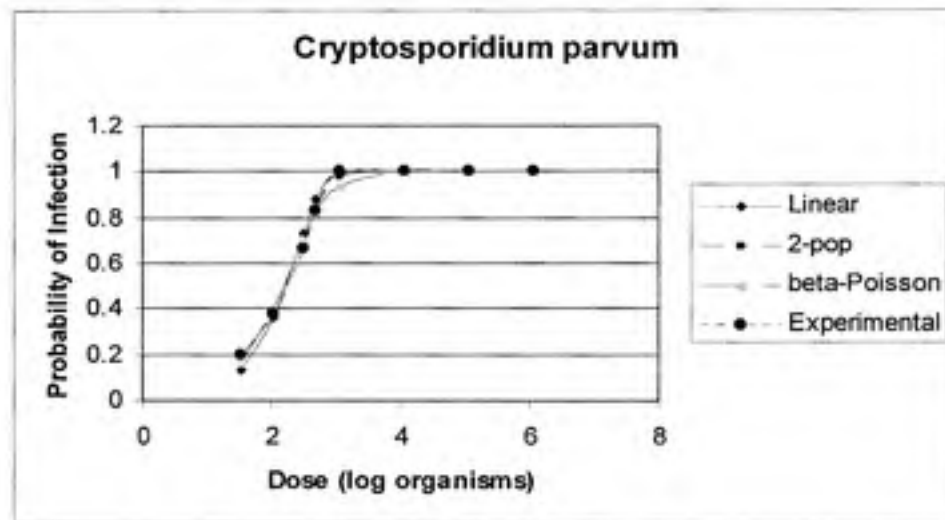 Cryptosporidium parvum
Probability of Infection
1.2
1
0.8
0.6
0.4
0.2
0
0 2 4 6 8
Dose (log organisms)
Linear
2-pop
beta-Poisson
Experimental